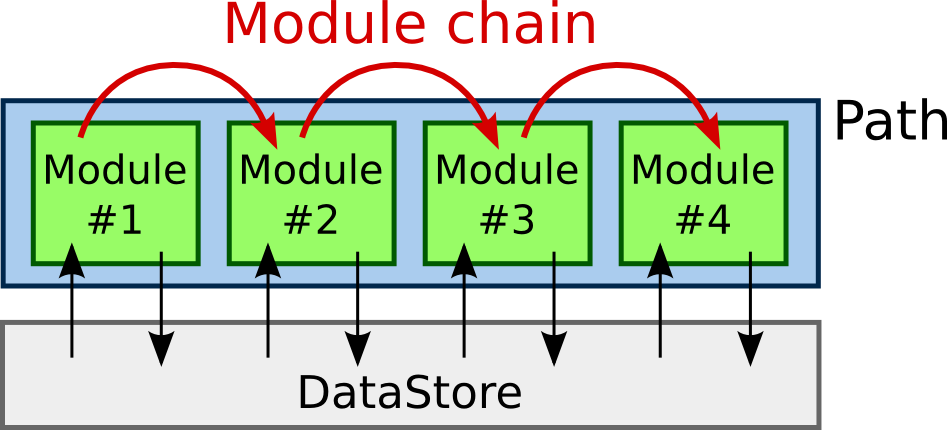 Module chain
Path
Module #1
Module #2
Module #3
Module #4
DataStore